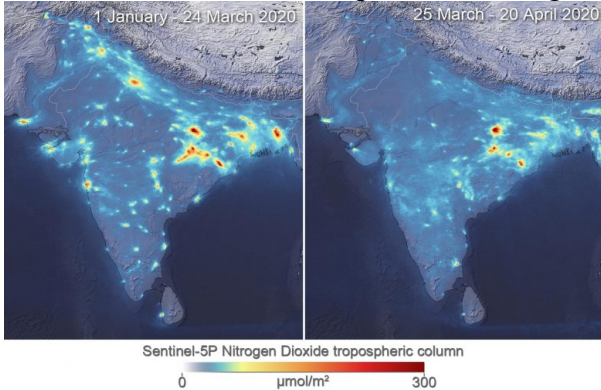 1 January - 24 March 2020
25 March - 20 April 2020
Sentinel-5P Nitrogen Dioxide tropospheric column
0 µmol/m² 300